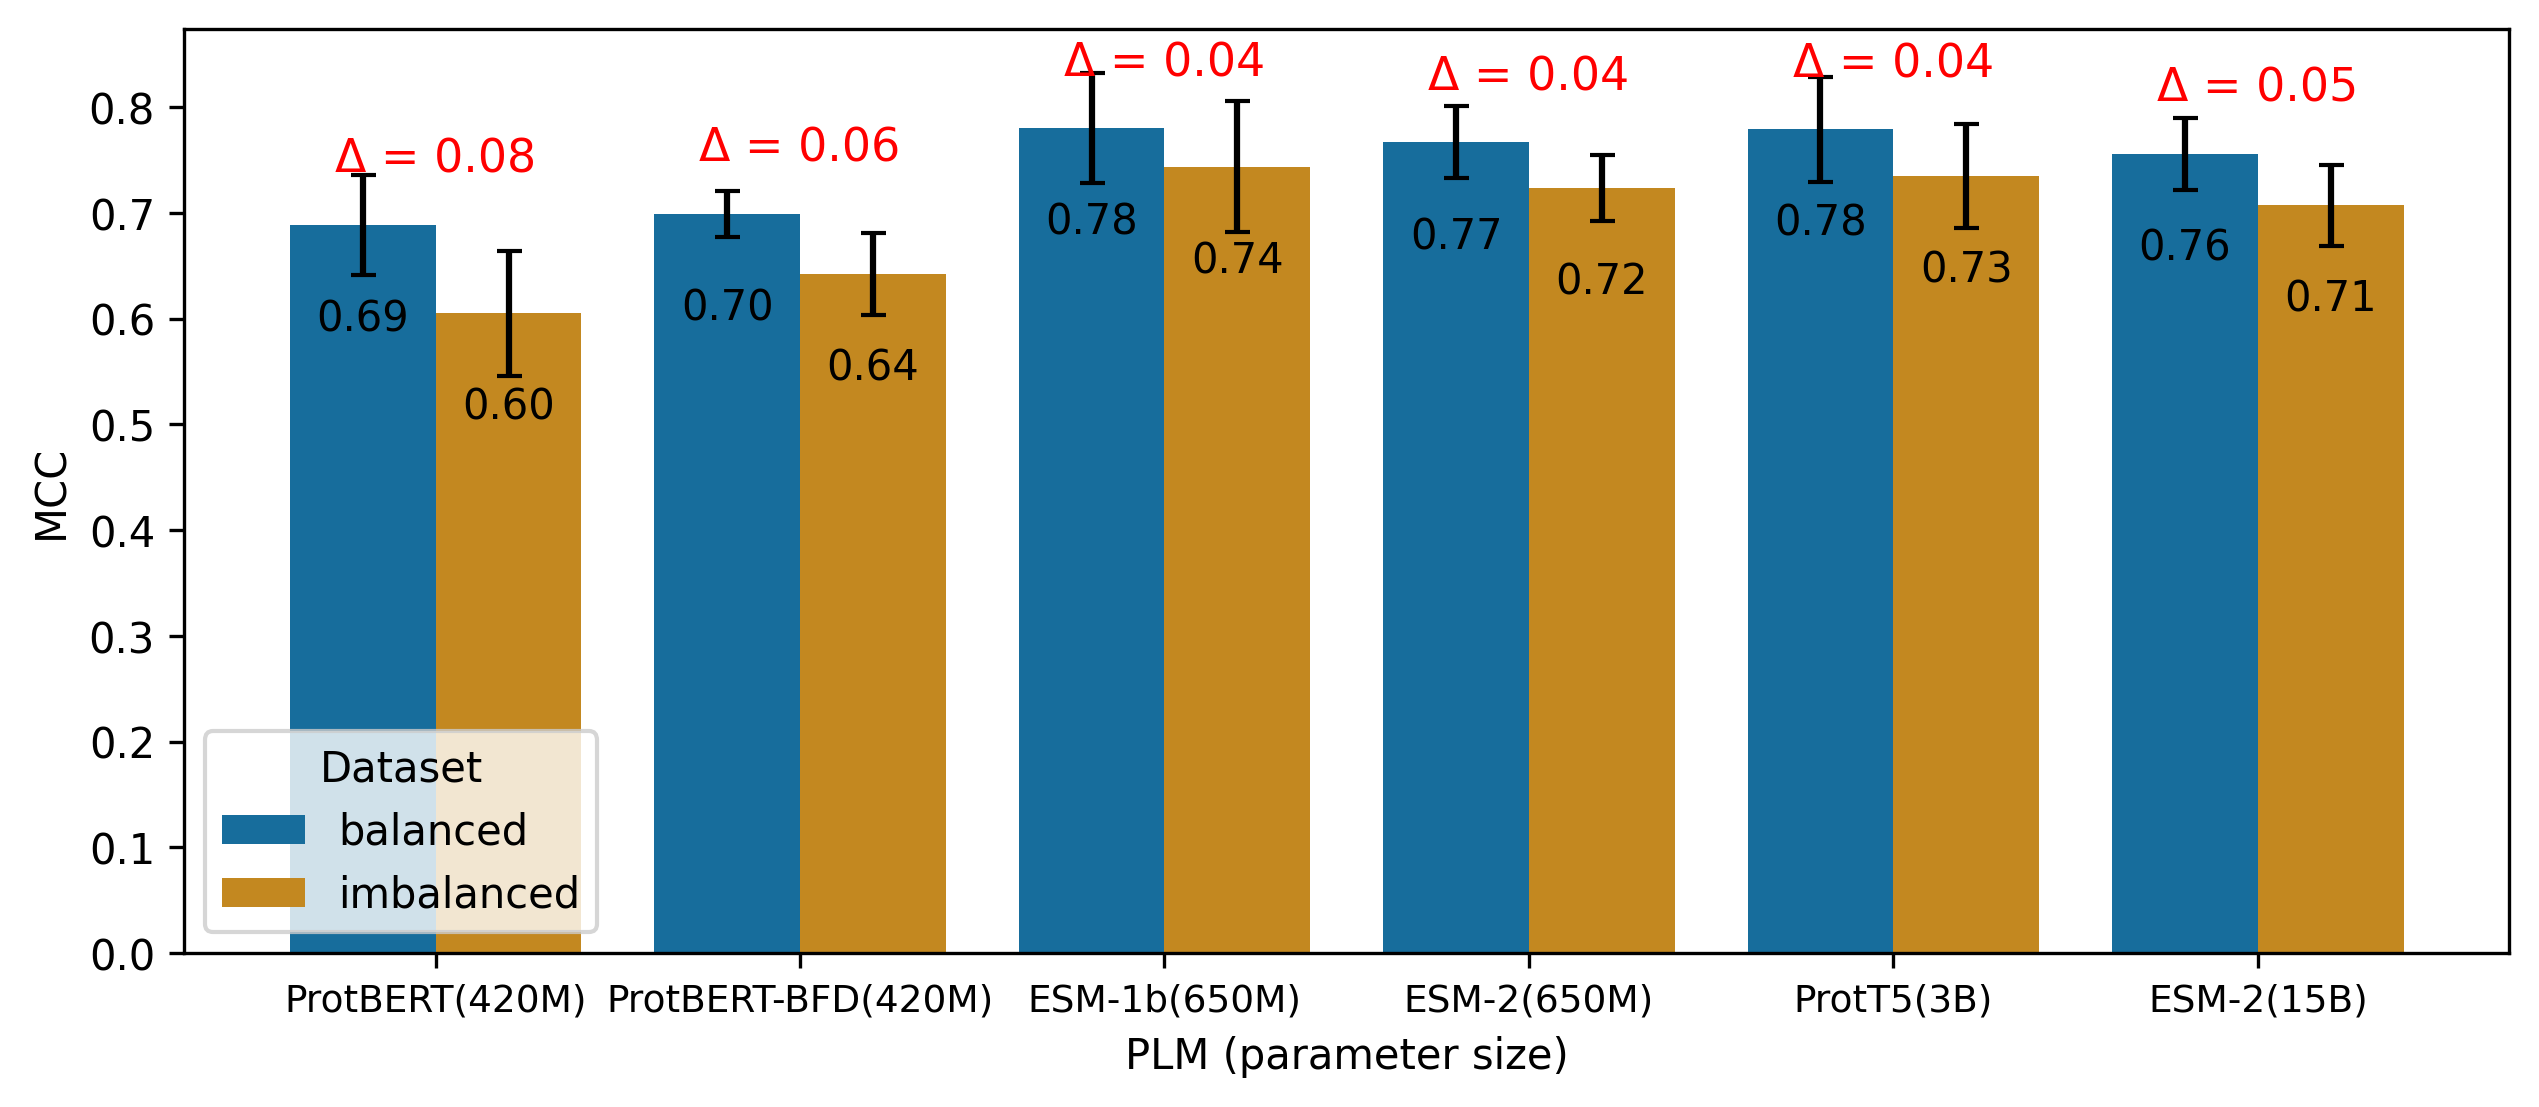 Δ = 0.08
Δ = 0.06
Δ = 0.04
Δ = 0.04
Δ = 0.04
Δ = 0.05
0.8
0.7
0.6
0.5
0.4
0.3
0.2
0.1
0.0
MCC
0.69
0.60
0.70
0.64
0.78
0.74
0.77
0.72
0.78
0.73
0.76
0.71
Dataset
balanced
imbalanced
ProtBERT(420M)
ProtBERT-BFD(420M)
ESM-1b(650M)
ESM-2(650M)
ProtT5(3B)
ESM-2(15B)
PLM (parameter size)